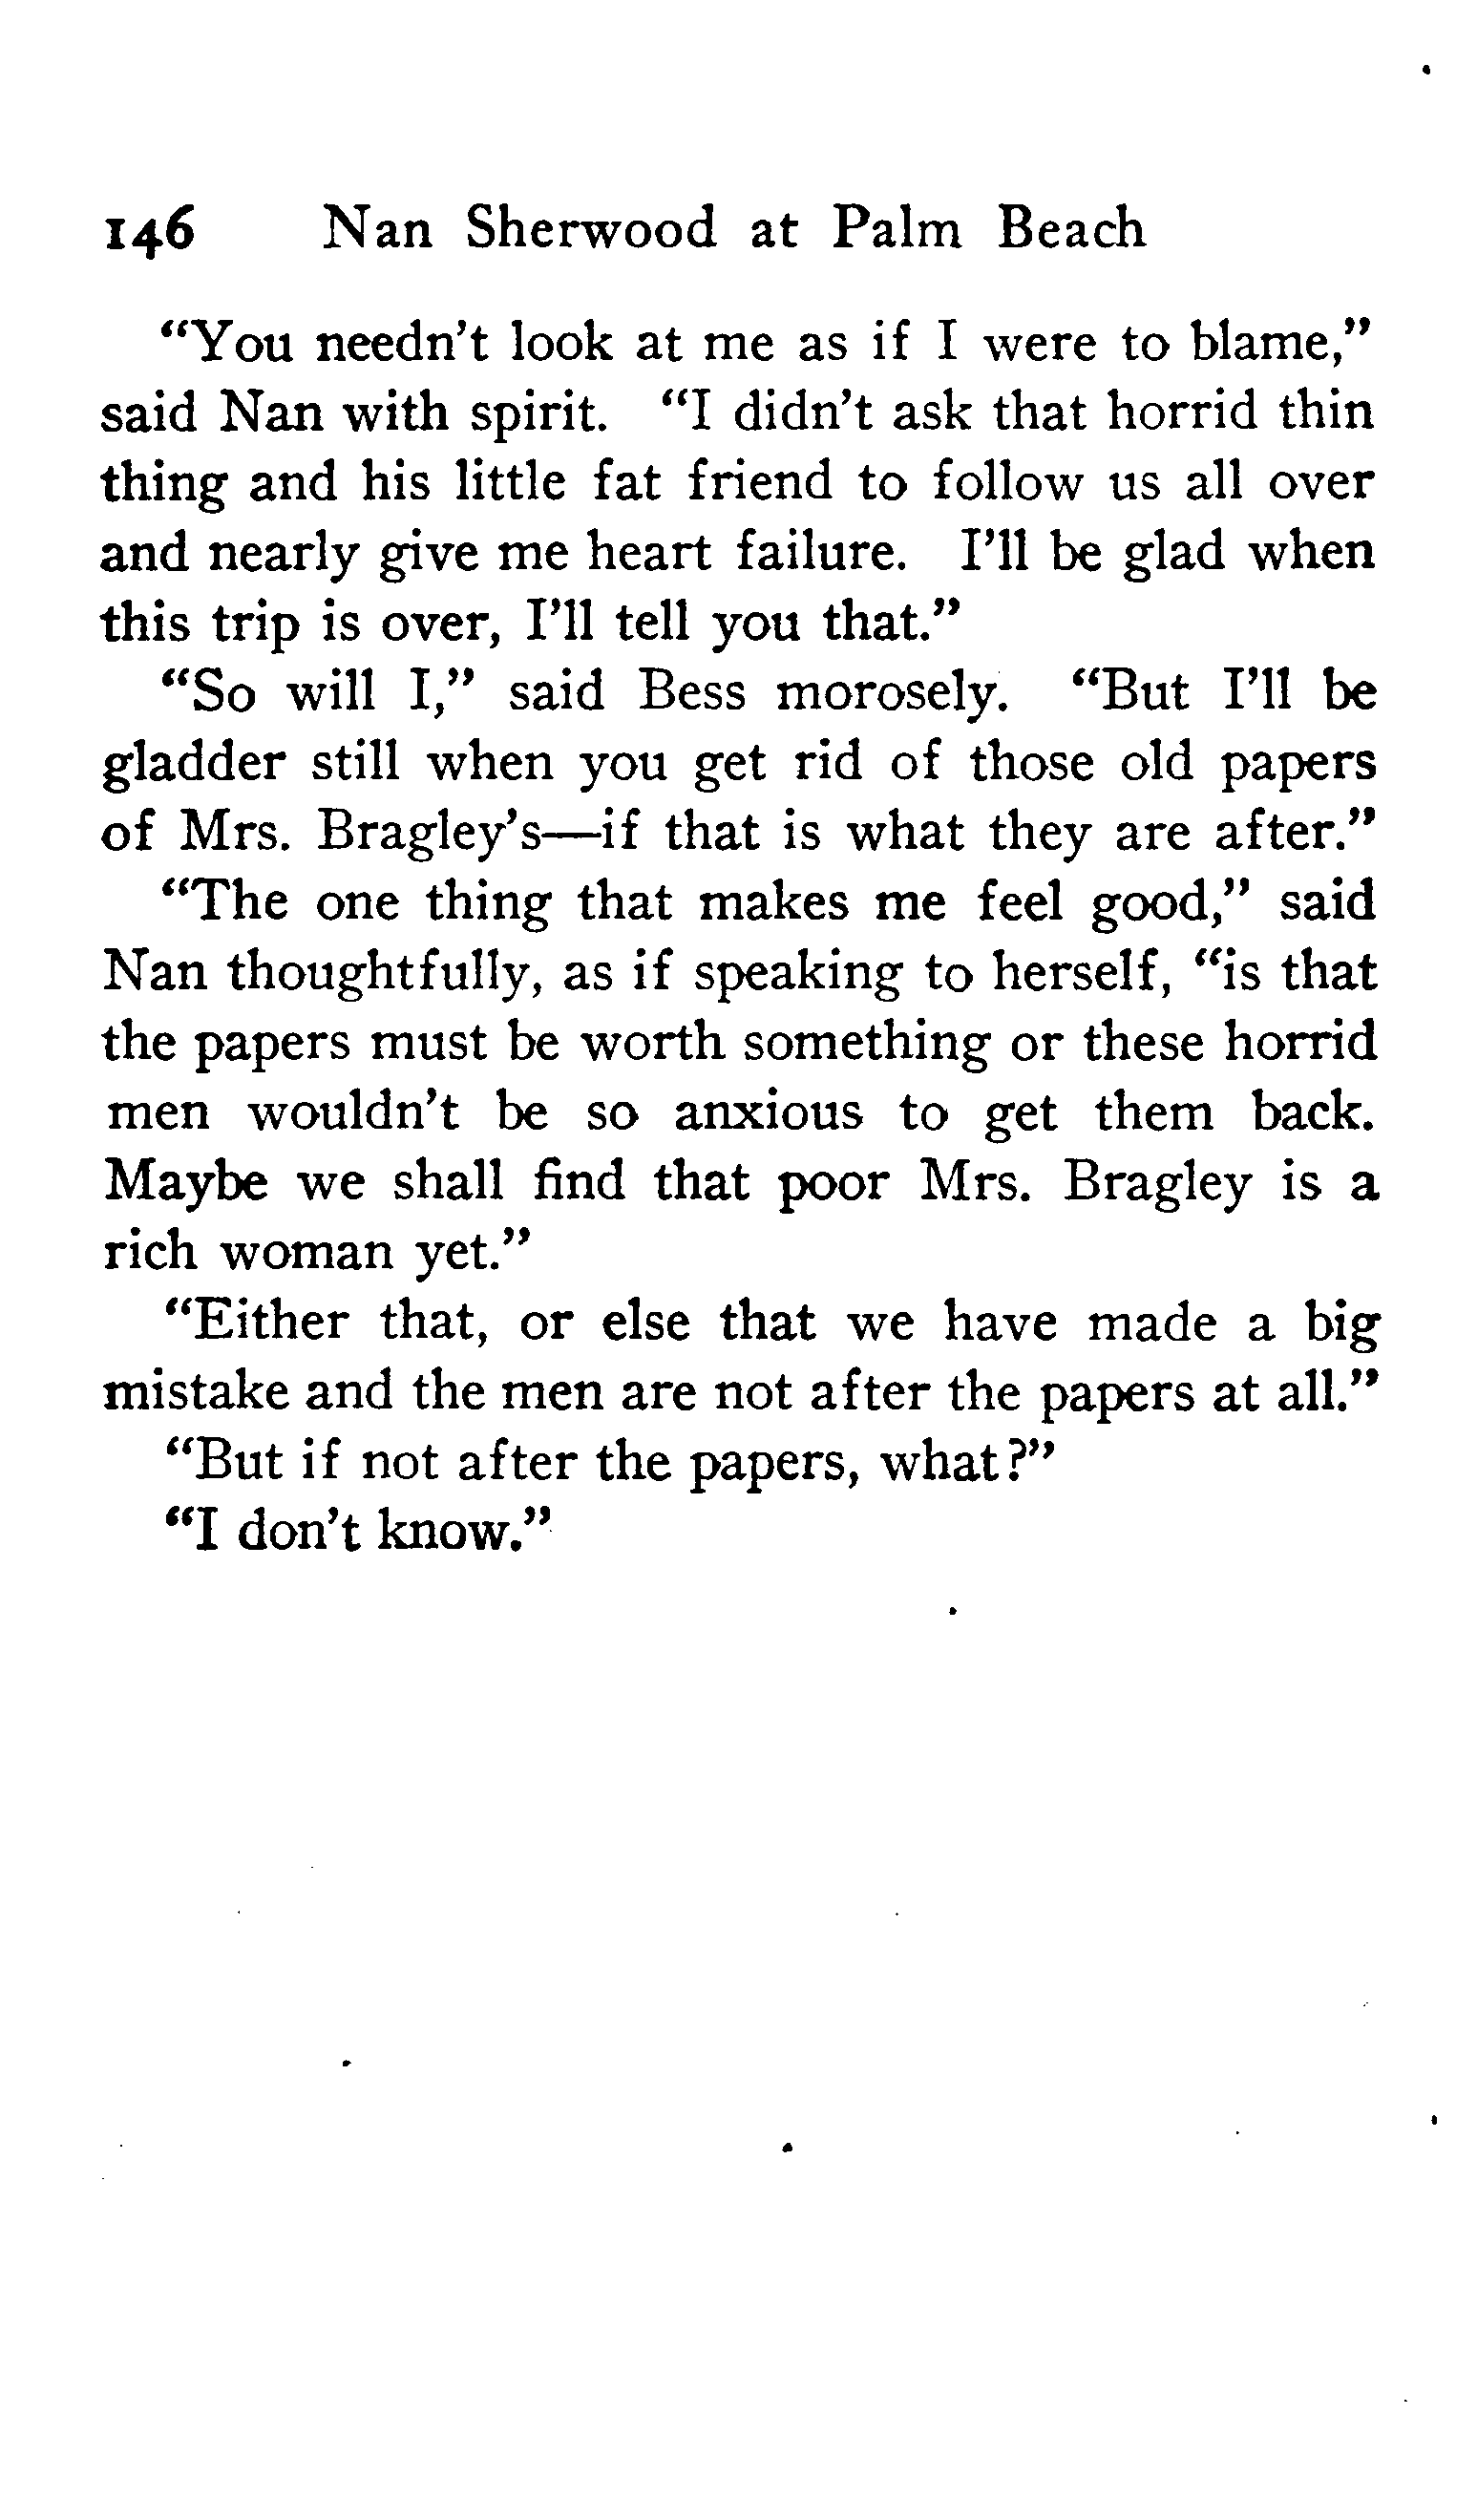 146 Nan Sherwood at Palm Beach
"You needn't look at me as if I were to blame,"
said Nan with spirit. "I didn't ask that horrid thin
thing and his little fat friend to follow us all over
and nearly give me heart failure. I'll be glad when
this trip is over, I'll tell you that."
"So will I," said Bess morosely. "But I'll be
gladder still when you get rid of those old papers
of Mrs. Bragley's—if that is what they are after."
"The one thing that makes me feel good," said
Nan thoughtfully, as if speaking to herself, "is that
the papers must be worth something or these horrid
men wouldn't be so anxious to get them back.
Maybe we shall find that poor Mrs. Bragley is a
rich woman yet."
"Either that, or else that we have made a big
mistake and the men are not after the papers at all."
"But if not after the papers, what?"
"I don't know."